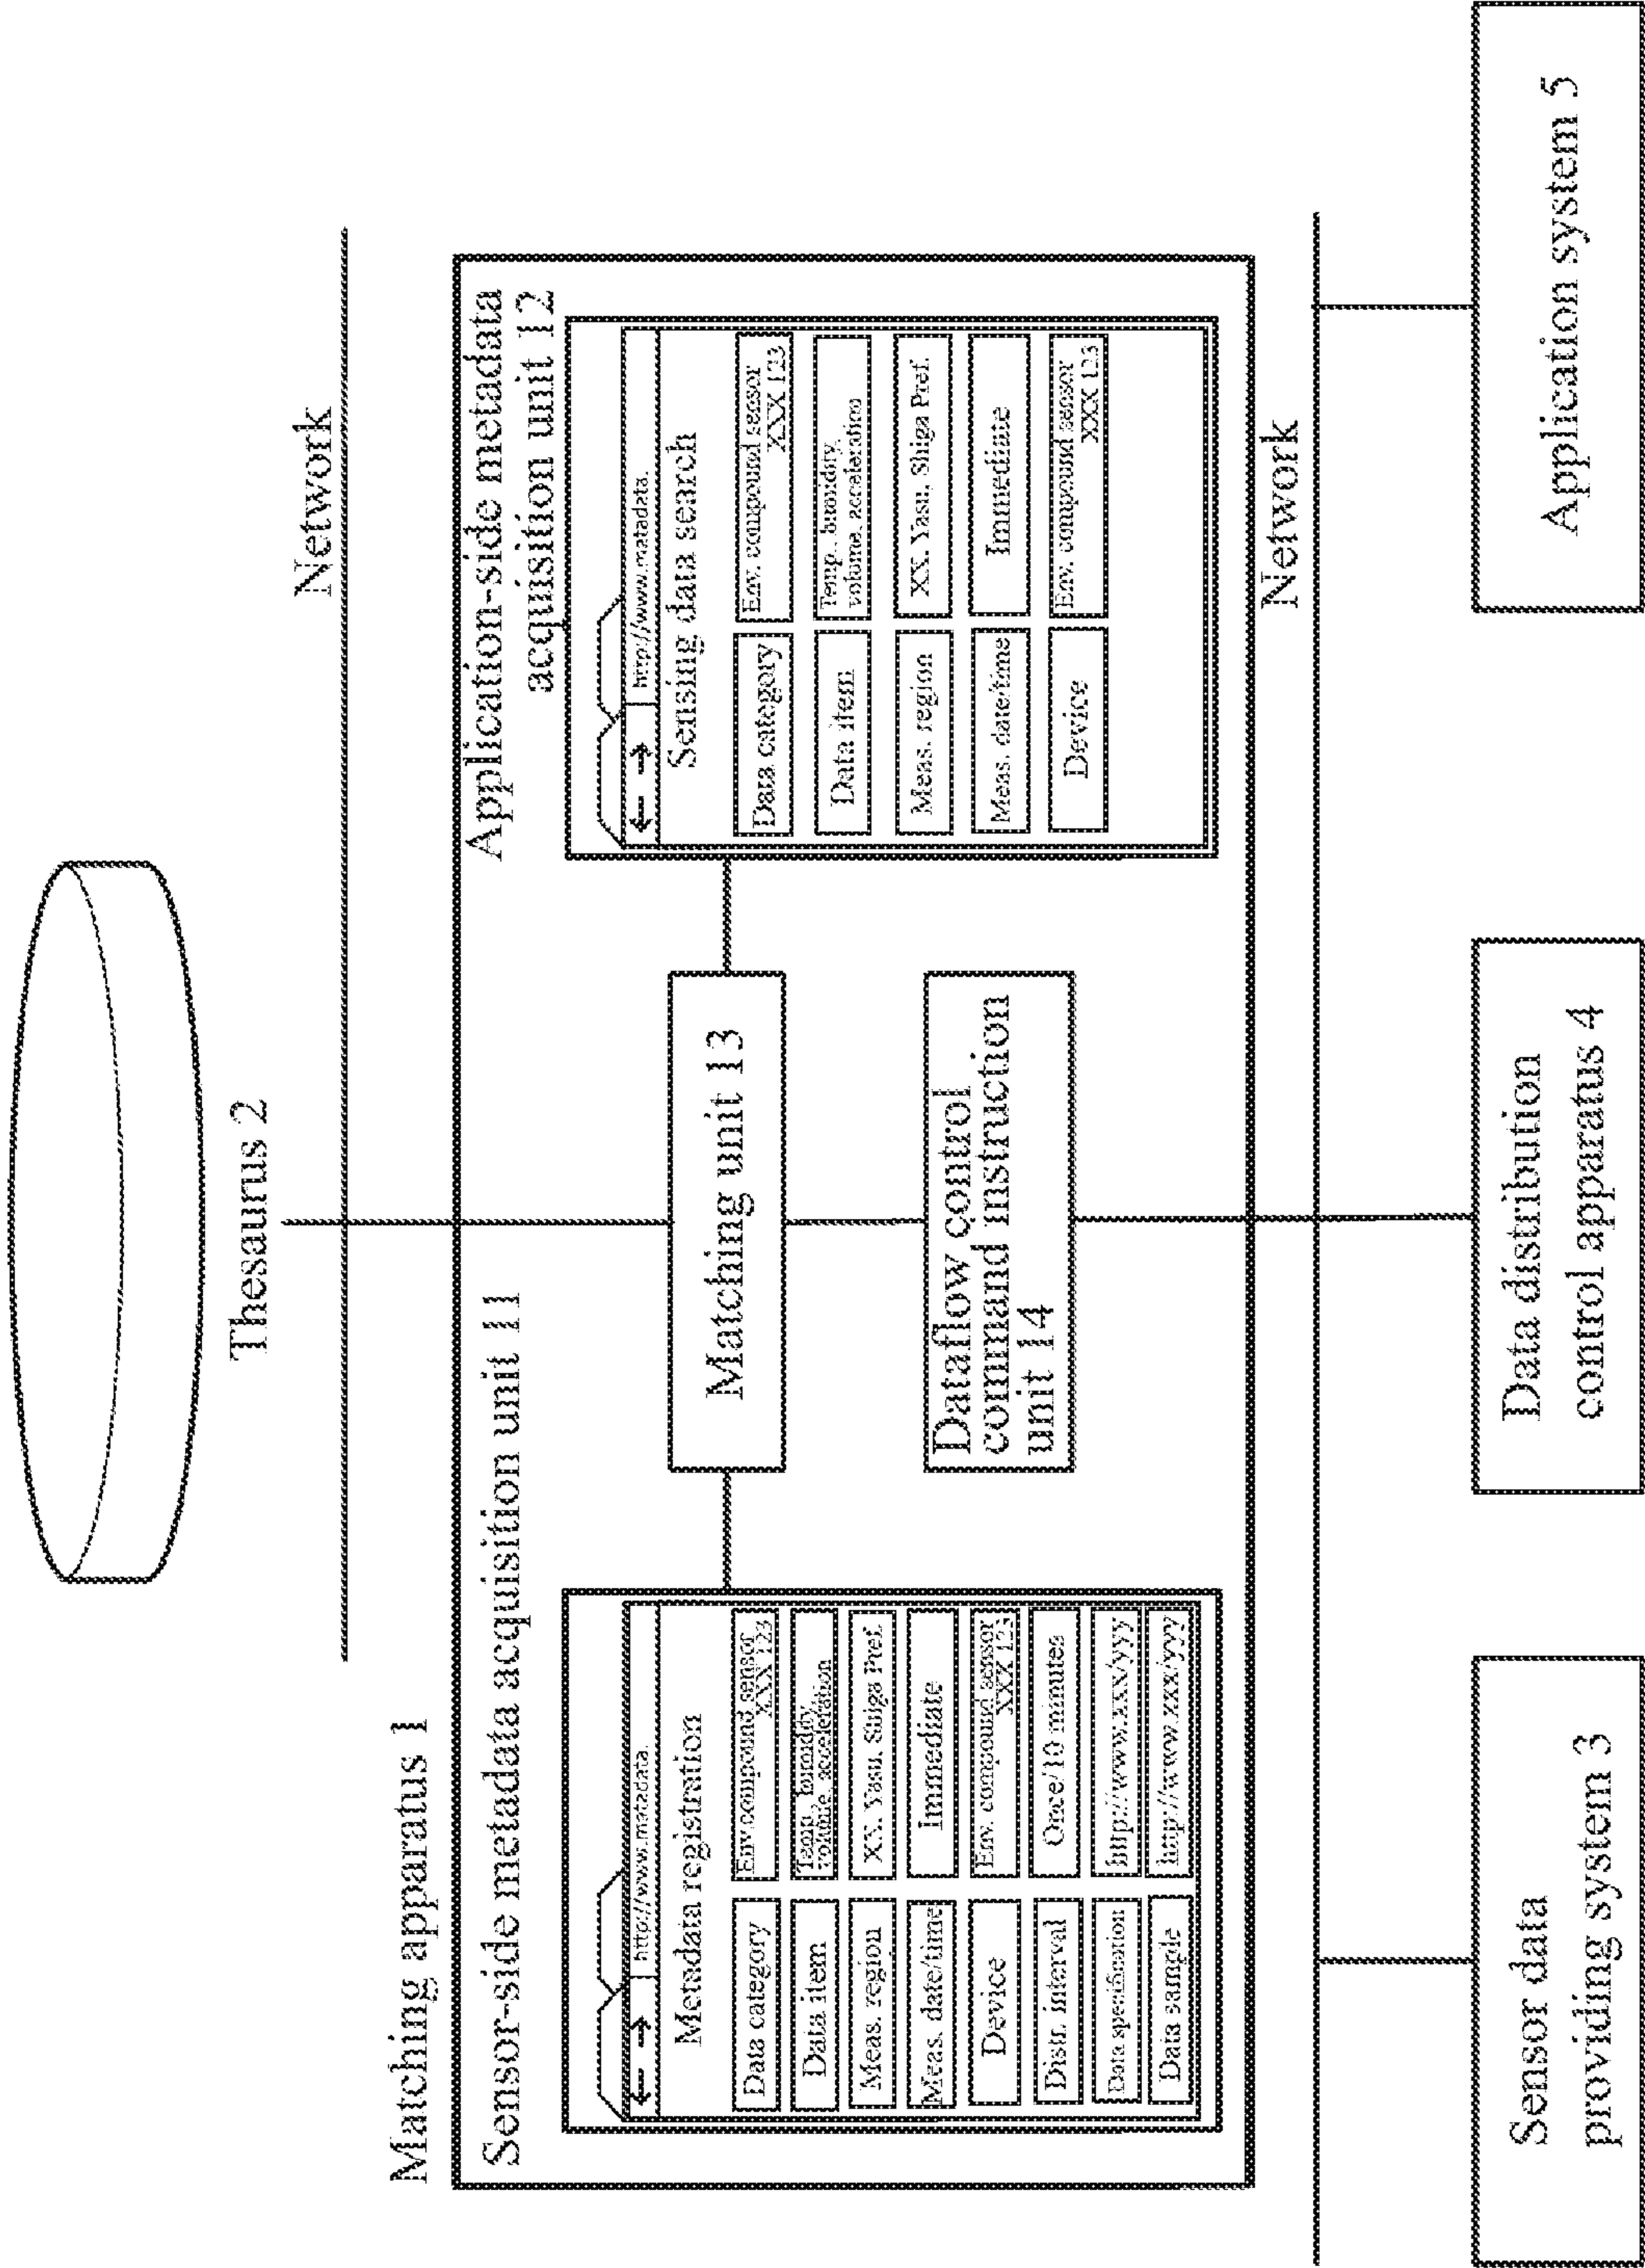 Thesaurus 2
Network
Matching apparatus 1
Sensor-side metadata acquisition unit 11
http://www.matadata.
Metadata registration
Data category
Env.compound sensor
XXX 123
Data item
Temp., humidity,
volume, acceleration
Meas. region
XX, Yasu, Shiga Pref.
Meas. date/time
Immediate
Device
Env. compound sensor
XXX 123
Distr. interval
Once/10 minutes
Data specification
http://www.xxx/yyy
Data sample
http://www.xxx/yyy
Matching unit 13
Dataflow control
command instruction
unit 14
Application-side metadata
acquisition unit 12
http://www.matadata.
Sensing data search
Data category
Env. compound sensor
XXX 123
Data item
Temp., humidity,
volume, acceleration
Meas. region
XX, Yasu, Shiga Pref.
Meas. date/time
Immediate
Device
Env. compound sensor
XXX 123
Network
Sensor data
providing system 3
Data distribution
control apparatus 4
Application system 5